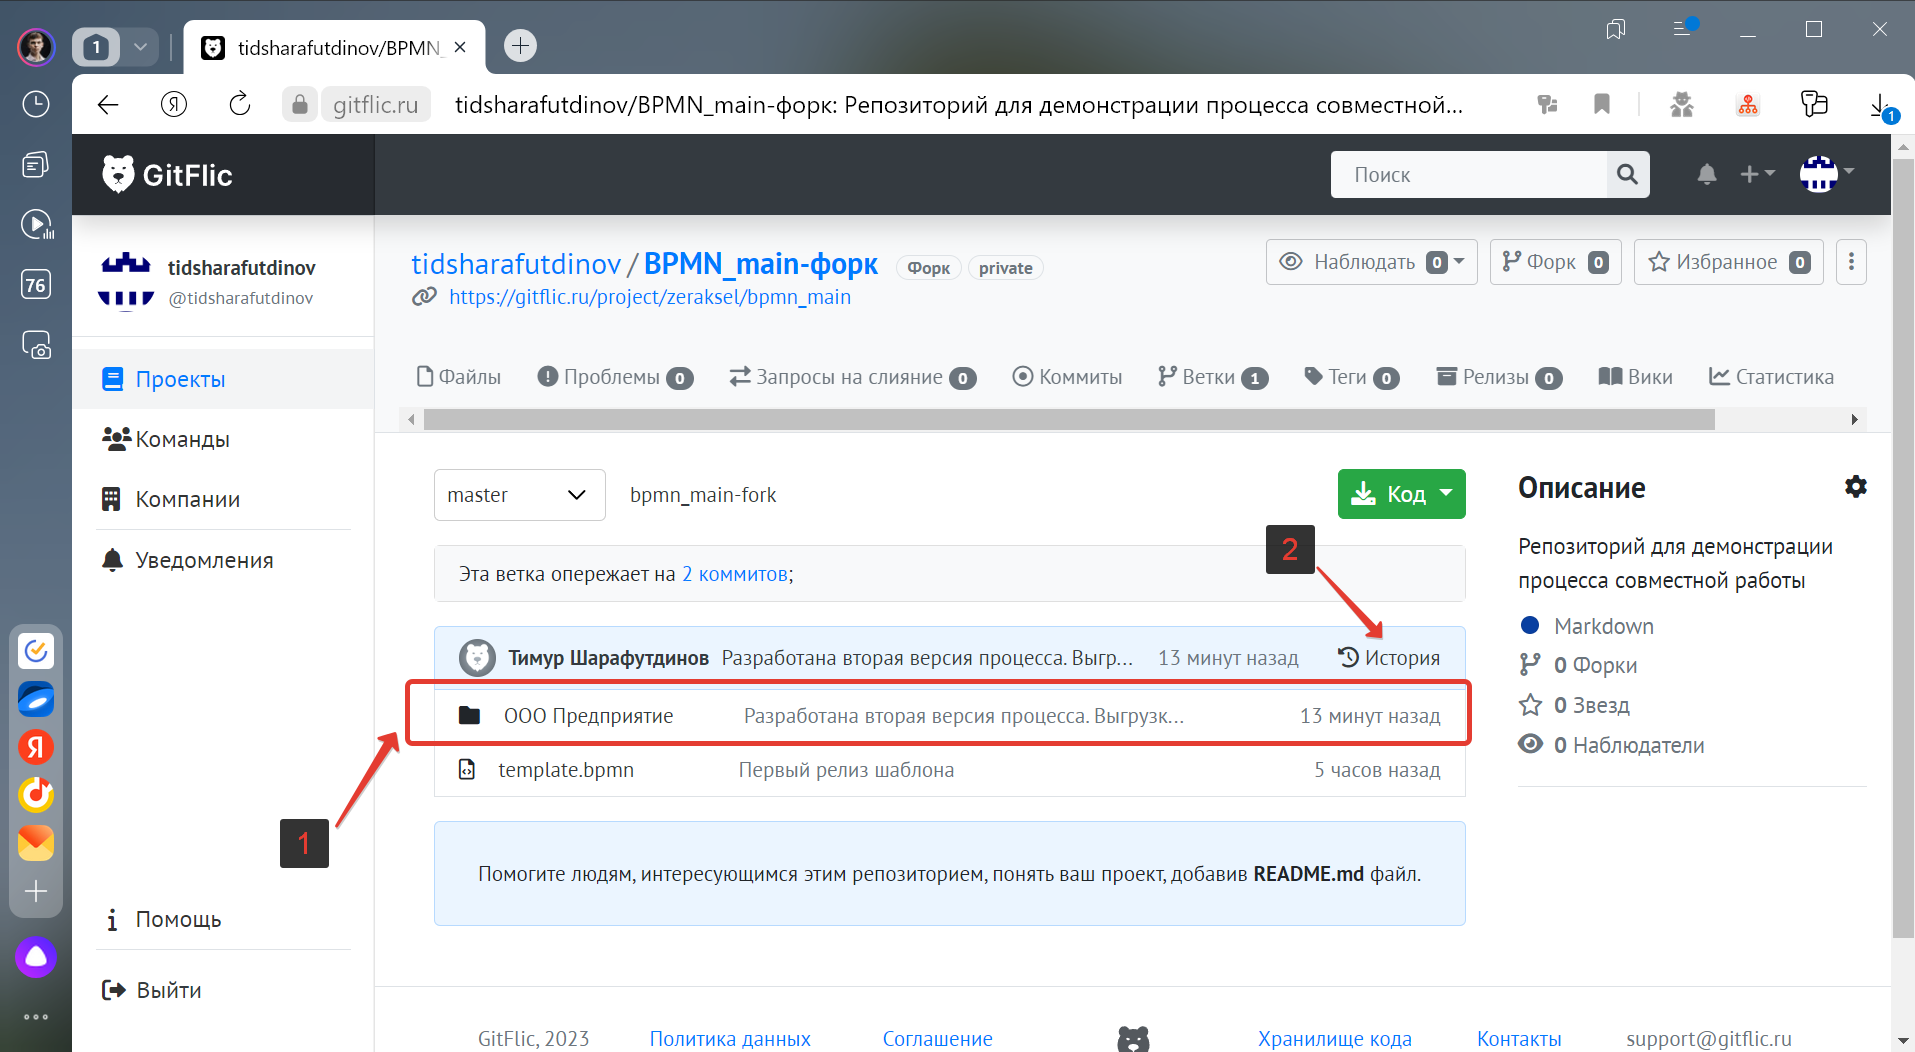 1
tidsharafutdinov/BPMN_
gitflic.ru
tidsharafutdinov/BPMN_main-форк: Репозиторий для демонстрации процесса совместной...
1
76
GitFlic
Поиск
tidsharafutdinov
@tidsharafutdinov
Проекты
Команды
Компании
Уведомления
Помощь
Выйти
tidsharafutdinov / BPMN_main-форк Форк private
https://gitflic.ru/project/zeraksel/bpmn_main
Наблюдать 0
Форк 0
Избранное 0
Файлы Проблемы 0 Запросы на слияние 0 Коммиты Ветки 1 Теги 0 Релизы 0 Вики Статистика
master bpmn_main-fork
Код
2
Эта ветка опережает на 2 коммитов;
Тимур Шарафутдинов Разработана вторая версия процесса. Выгр... 13 минут назад История
ООО Предприятие Разработана вторая версия процесса. Выгрузк... 13 минут назад
template.bpmn Первый релиз шаблона 5 часов назад
1
Помогите людям, интересующимся этим репозиторием, понять ваш проект, добавив README.md файл.
Описание
Репозиторий для демонстрации
процесса совместной работы
Markdown
0 Форки
0 Звезд
0 Наблюдатели
Я
Я
GitFlic, 2023 Политика данных Соглашение Хранилище кода Контакты support@gitflic.ru